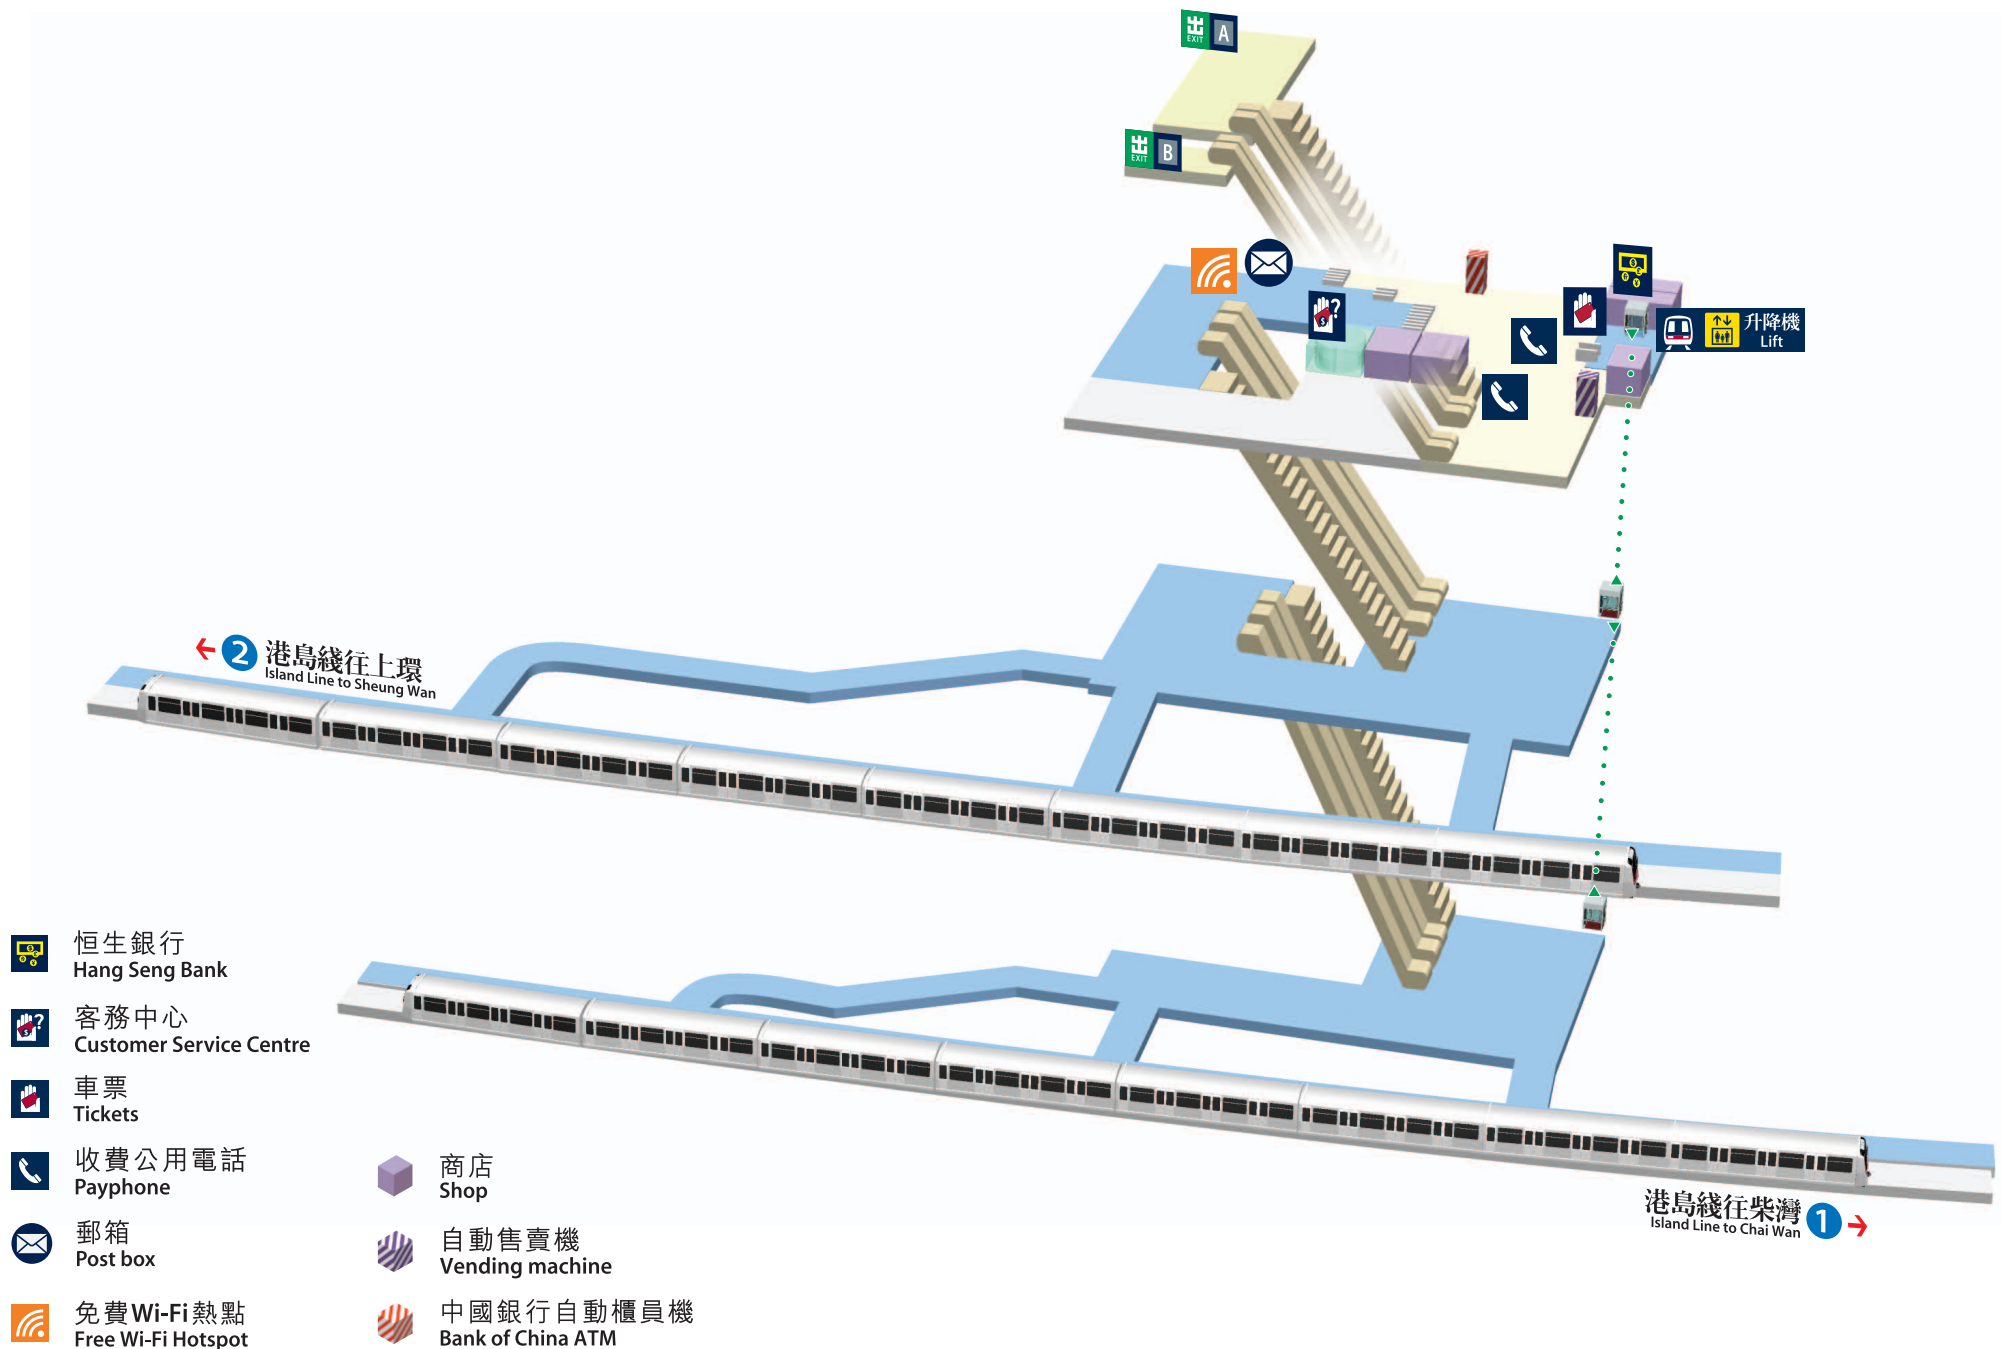 出 A
EXIT
出 B
EXIT
?
升降機
Lift
2 港島綫往上環
Island Line to Sheung Wan
港島綫往柴灣 1
Island Line to Chai Wan
恒生銀行
Hang Seng Bank
客務中心
Customer Service Centre
車票
Tickets
收費公用電話
Payphone
郵箱
Post box
免費Wi-Fi熱點
Free Wi-Fi Hotspot
商店
Shop
自動售賣機
Vending machine
中國銀行自動櫃員機
Bank of China ATM